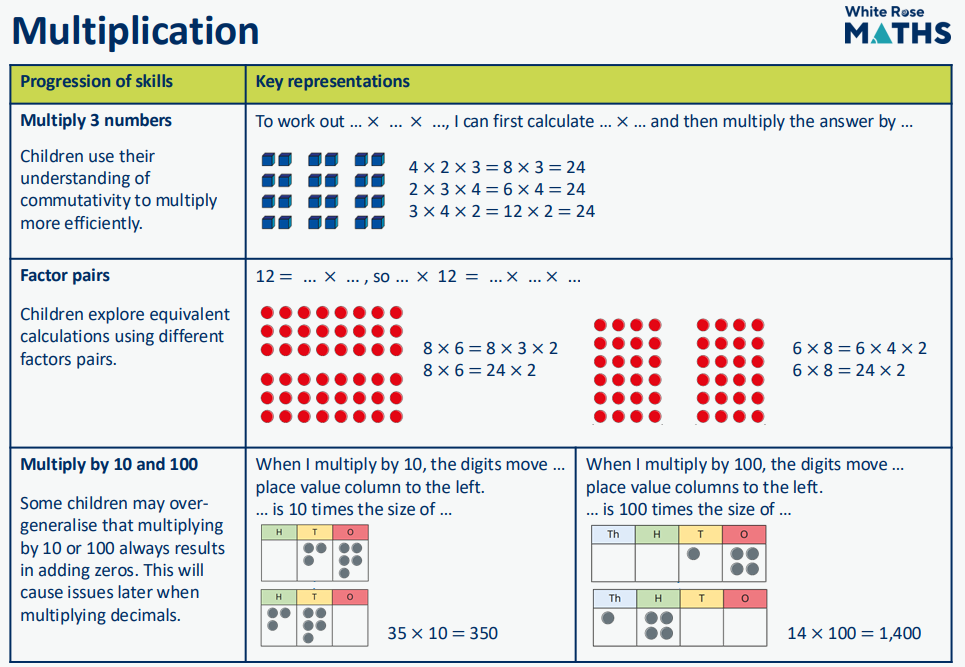 Multiplication
White Rose
MATHS
Progression of skills
Key representations
Multiply 3 numbers
Children use their
understanding of
commutativity to multiply
more efficiently.
To work out ... × ... × ..., I can first calculate ... × ... and then multiply the answer by ...
4 × 2 × 3 = 8 × 3 = 24
2 × 3 × 4 = 6 × 4 = 24
3 × 4 × 2 = 12 × 2 = 24
Factor pairs
Children explore equivalent
calculations using different
factors pairs.
12 = ... × ... , so ... × 12 = ... × ... × ...
8 × 6 = 8 × 3 × 2
8 × 6 = 24 × 2
6 × 8 = 6 × 4 × 2
6 × 8 = 24 × 2
Multiply by 10 and 100
Some children may over-
generalise that multiplying
by 10 or 100 always results
in adding zeros. This will
cause issues later when
multiplying decimals.
When I multiply by 10, the digits move ...
place value column to the left.
... is 10 times the size of ...
H T O
H T O
35 × 10 = 350
When I multiply by 100, the digits move ...
place value columns to the left.
... is 100 times the size of ...
Th H T O
Th H T O
14 × 100 = 1,400